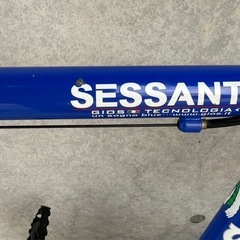 SESSANT
GIOS TECNOLOGIA
un sogno blu... www.gios.it